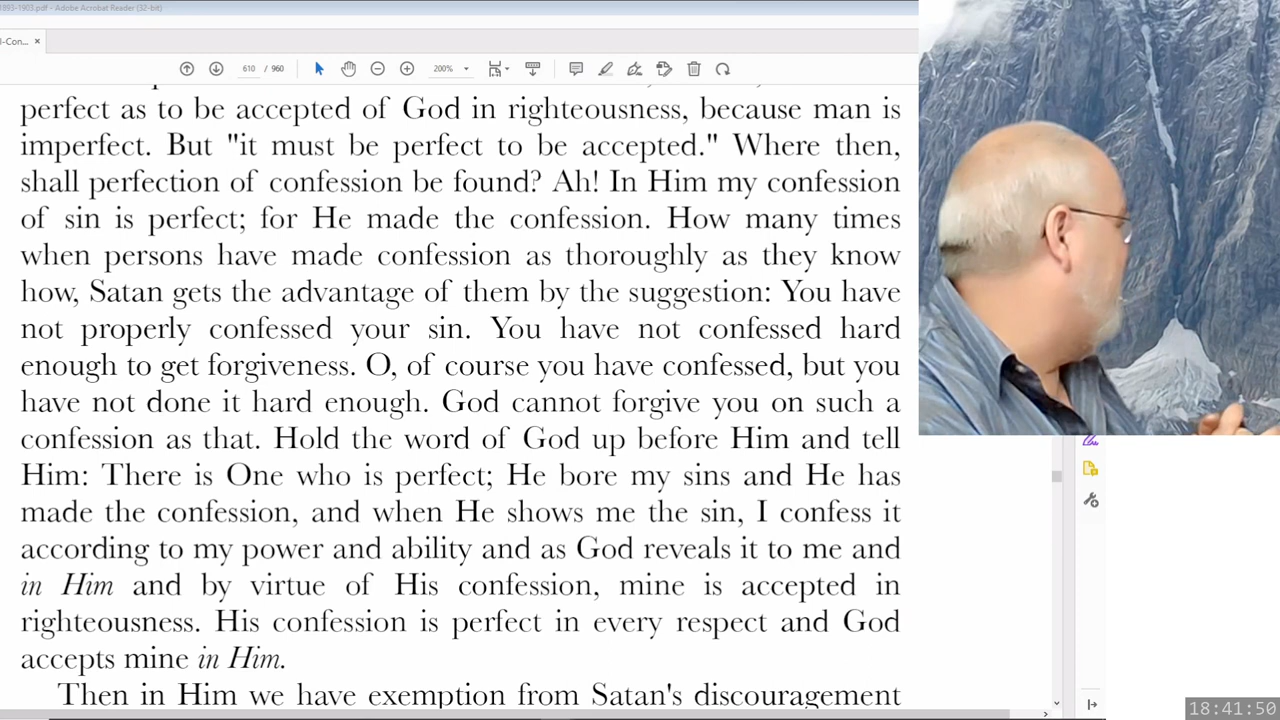 1893-1903.pdf - Adobe Acrobat Reader (32-bit)
l-Con... ×
610 / 960 200%
perfect as to be accepted of God in righteousness, because man is
imperfect. But "it must be perfect to be accepted." Where then,
shall perfection of confession be found? Ah! In Him my confession
of sin is perfect; for He made the confession. How many times
when persons have made confession as thoroughly as they know
how, Satan gets the advantage of them by the suggestion: You have
not properly confessed your sin. You have not confessed hard
enough to get forgiveness. O, of course you have confessed, but you
have not done it hard enough. God cannot forgive you on such a
confession as that. Hold the word of God up before Him and tell
Him: There is One who is perfect; He bore my sins and He has
made the confession, and when He shows me the sin, I confess it
according to my power and ability and as God reveals it to me and
in Him and by virtue of His confession, mine is accepted in
righteousness. His confession is perfect in every respect and God
accepts mine in Him.
Then in Him we have exemption from Satan's discouragement
18:41:50